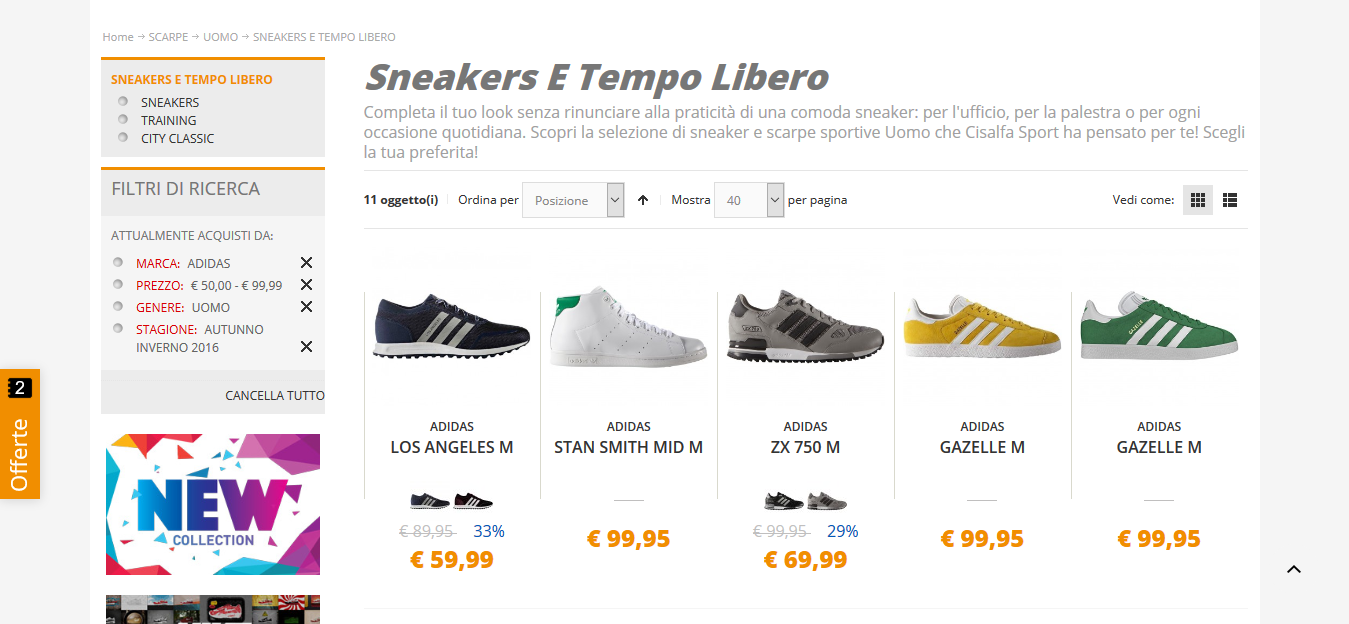 Home → SCARPE → UOMO → SNEAKERS E TEMPO LIBERO
SNEAKERS E TEMPO LIBERO
SNEAKERS
TRAINING
CITY CLASSIC
FILTRI DI RICERCA
ATTUALMENTE ACQUISTI DA:
MARCA: ADIDAS
PREZZO: € 50,00 - € 99,99
GENERE: UOMO
STAGIONE: AUTUNNO
INVERNO 2016
CANCELLA TUTTO
2
Offerte
NEW
COLLECTION
Sneakers E Tempo Libero
Completa il tuo look senza rinunciare alla praticità di una comoda sneaker: per l'ufficio, per la palestra o per ogni
occasione quotidiana. Scopri la selezione di sneaker e scarpe sportive Uomo che Cisalfa Sport ha pensato per te! Scegli
la tua preferita!
11 oggetto(i) Ordina per Posizione Mostra 40 per pagina Vedi come:
ADIDAS
LOS ANGELES M
€ 89,95 33%
€ 59,99
ADIDAS
STAN SMITH MID M
€ 99,95
ADIDAS
ZX 750 M
€ 99,95 29%
€ 69,99
ADIDAS
GAZELLE M
€ 99,95
ADIDAS
GAZELLE M
€ 99,95